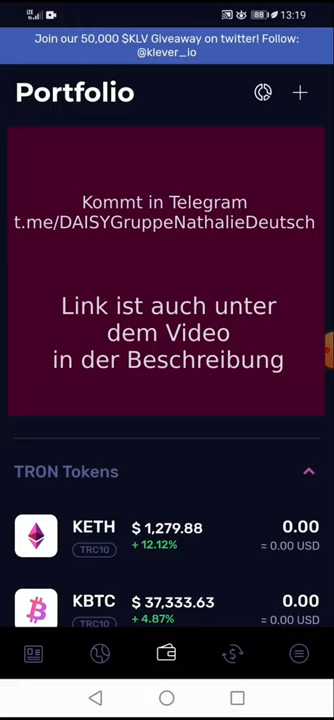 88 13:19
Join our 50,000 $KLV Giveaway on twitter! Follow:
@klever_io
Portfolio
Kommt in Telegram
t.me/DAISYGruppeNathalieDeutsch
Link ist auch unter
dem Video
in der Beschreibung
TRON Tokens
KETH $ 1,279.88 0.00
TRC10 + 12.12% ≈ 0.00 USD
KBTC $ 37,333.63 0.00
TRC10 + 4.87% ≈ 0.00 USD